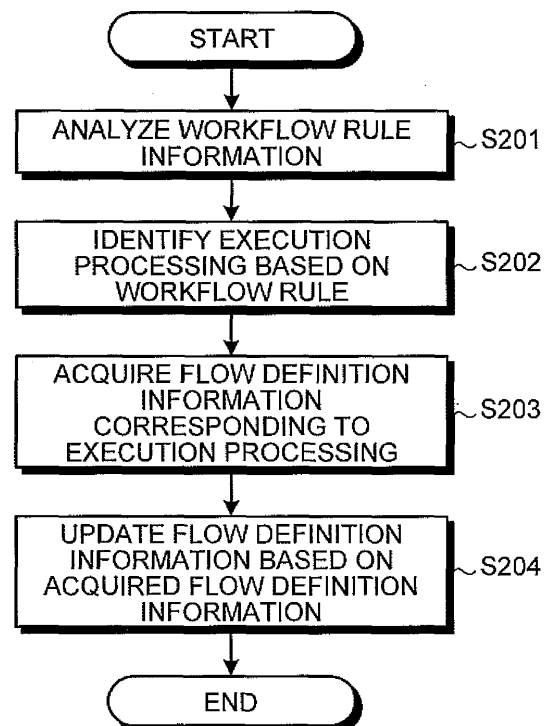 START
ANALYZE WORKFLOW RULE
INFORMATION
S201
IDENTIFY EXECUTION
PROCESSING BASED ON
WORKFLOW RULE
S202
ACQUIRE FLOW DEFINITION
INFORMATION
CORRESPONDING TO
EXECUTION PROCESSING
S203
UPDATE FLOW DEFINITION
INFORMATION BASED ON
ACQUIRED FLOW DEFINITION
INFORMATION
S204
END